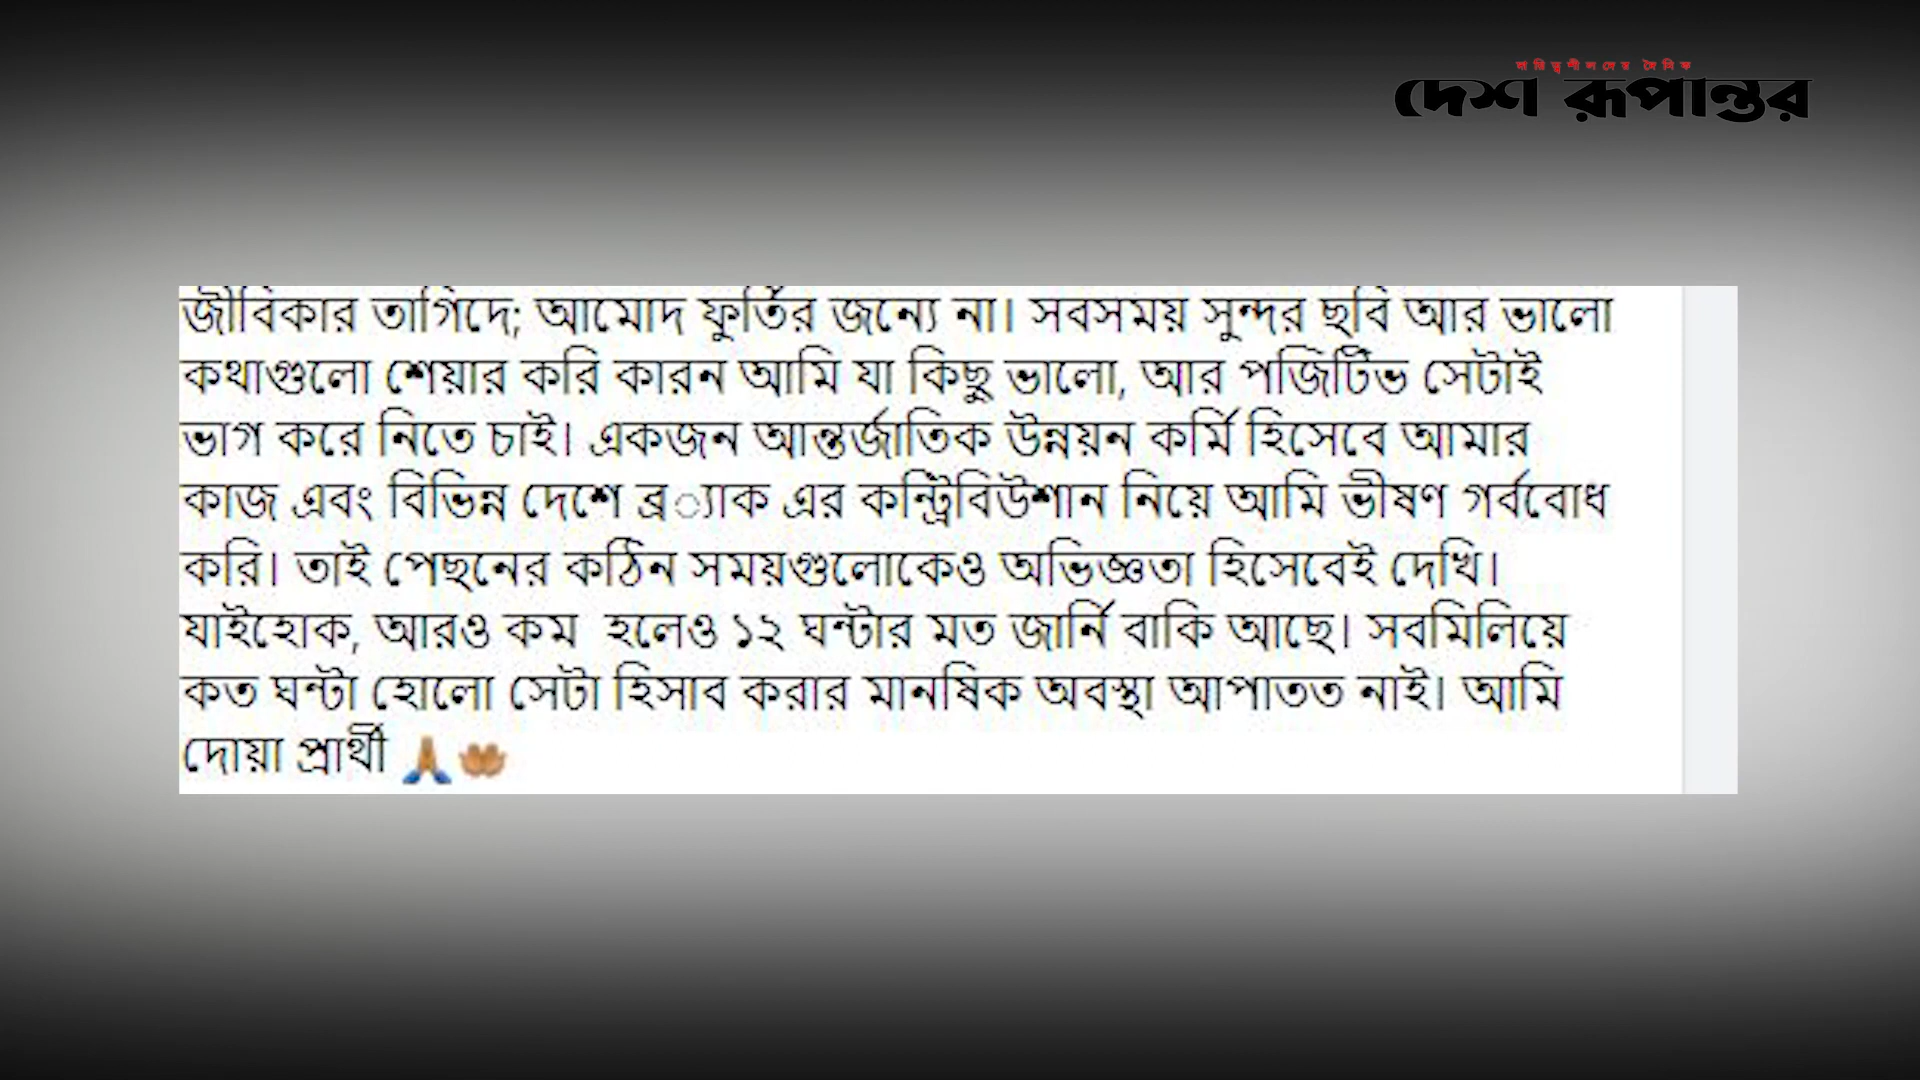 দায়িত্বশীলদের দৈনিক
দেশ রূপান্তর
জীবিকার তাগিদে; আমোদ ফুর্তির জন্যে না। সবসময় সুন্দর ছবি আর ভালো
কথাগুলো শেয়ার করি কারন আমি যা কিছু ভালো, আর পজিটিভ সেটাই
ভাগ করে নিতে চাই। একজন আন্তর্জাতিক উন্নয়ন কর্মি হিসেবে আমার
কাজ এবং বিভিন্ন দেশে ব্র্যাক এর কন্ট্রিবিউশান নিয়ে আমি ভীষণ গর্ববোধ
করি। তাই পেছনের কঠিন সময়গুলোকেও অভিজ্ঞতা হিসেবেই দেখি।
যাইহোক, আরও কম হলেও ১২ ঘন্টার মত জার্নি বাকি আছে। সবমিলিয়ে
কত ঘন্টা হোলো সেটা হিসাব করার মানষিক অবস্থা আপাতত নাই। আমি
দোয়া প্রার্থী 🙏🏽🤲🏽